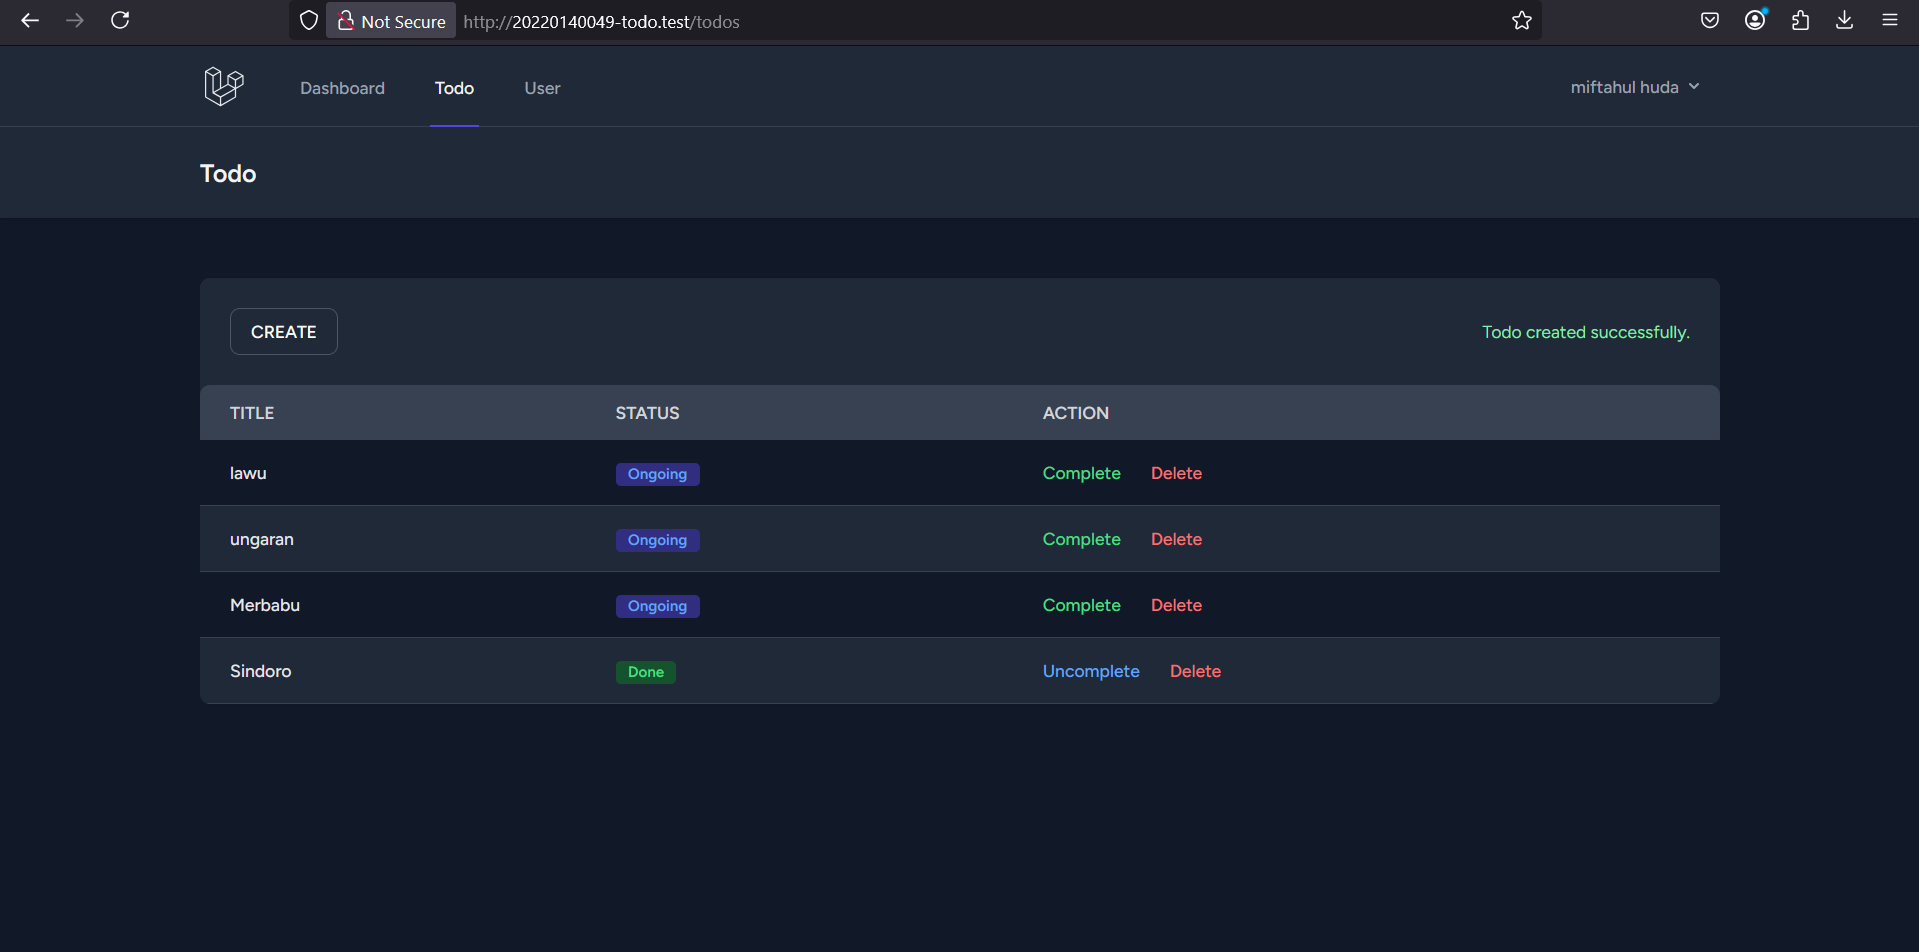 Not Secure http://20220140049-todo.test/todos
Dashboard Todo User miftahul huda
Todo
CREATE Todo created successfully.
TITLE STATUS ACTION
lawu Ongoing Complete Delete
ungaran Ongoing Complete Delete
Merbabu Ongoing Complete Delete
Sindoro Done Uncomplete Delete